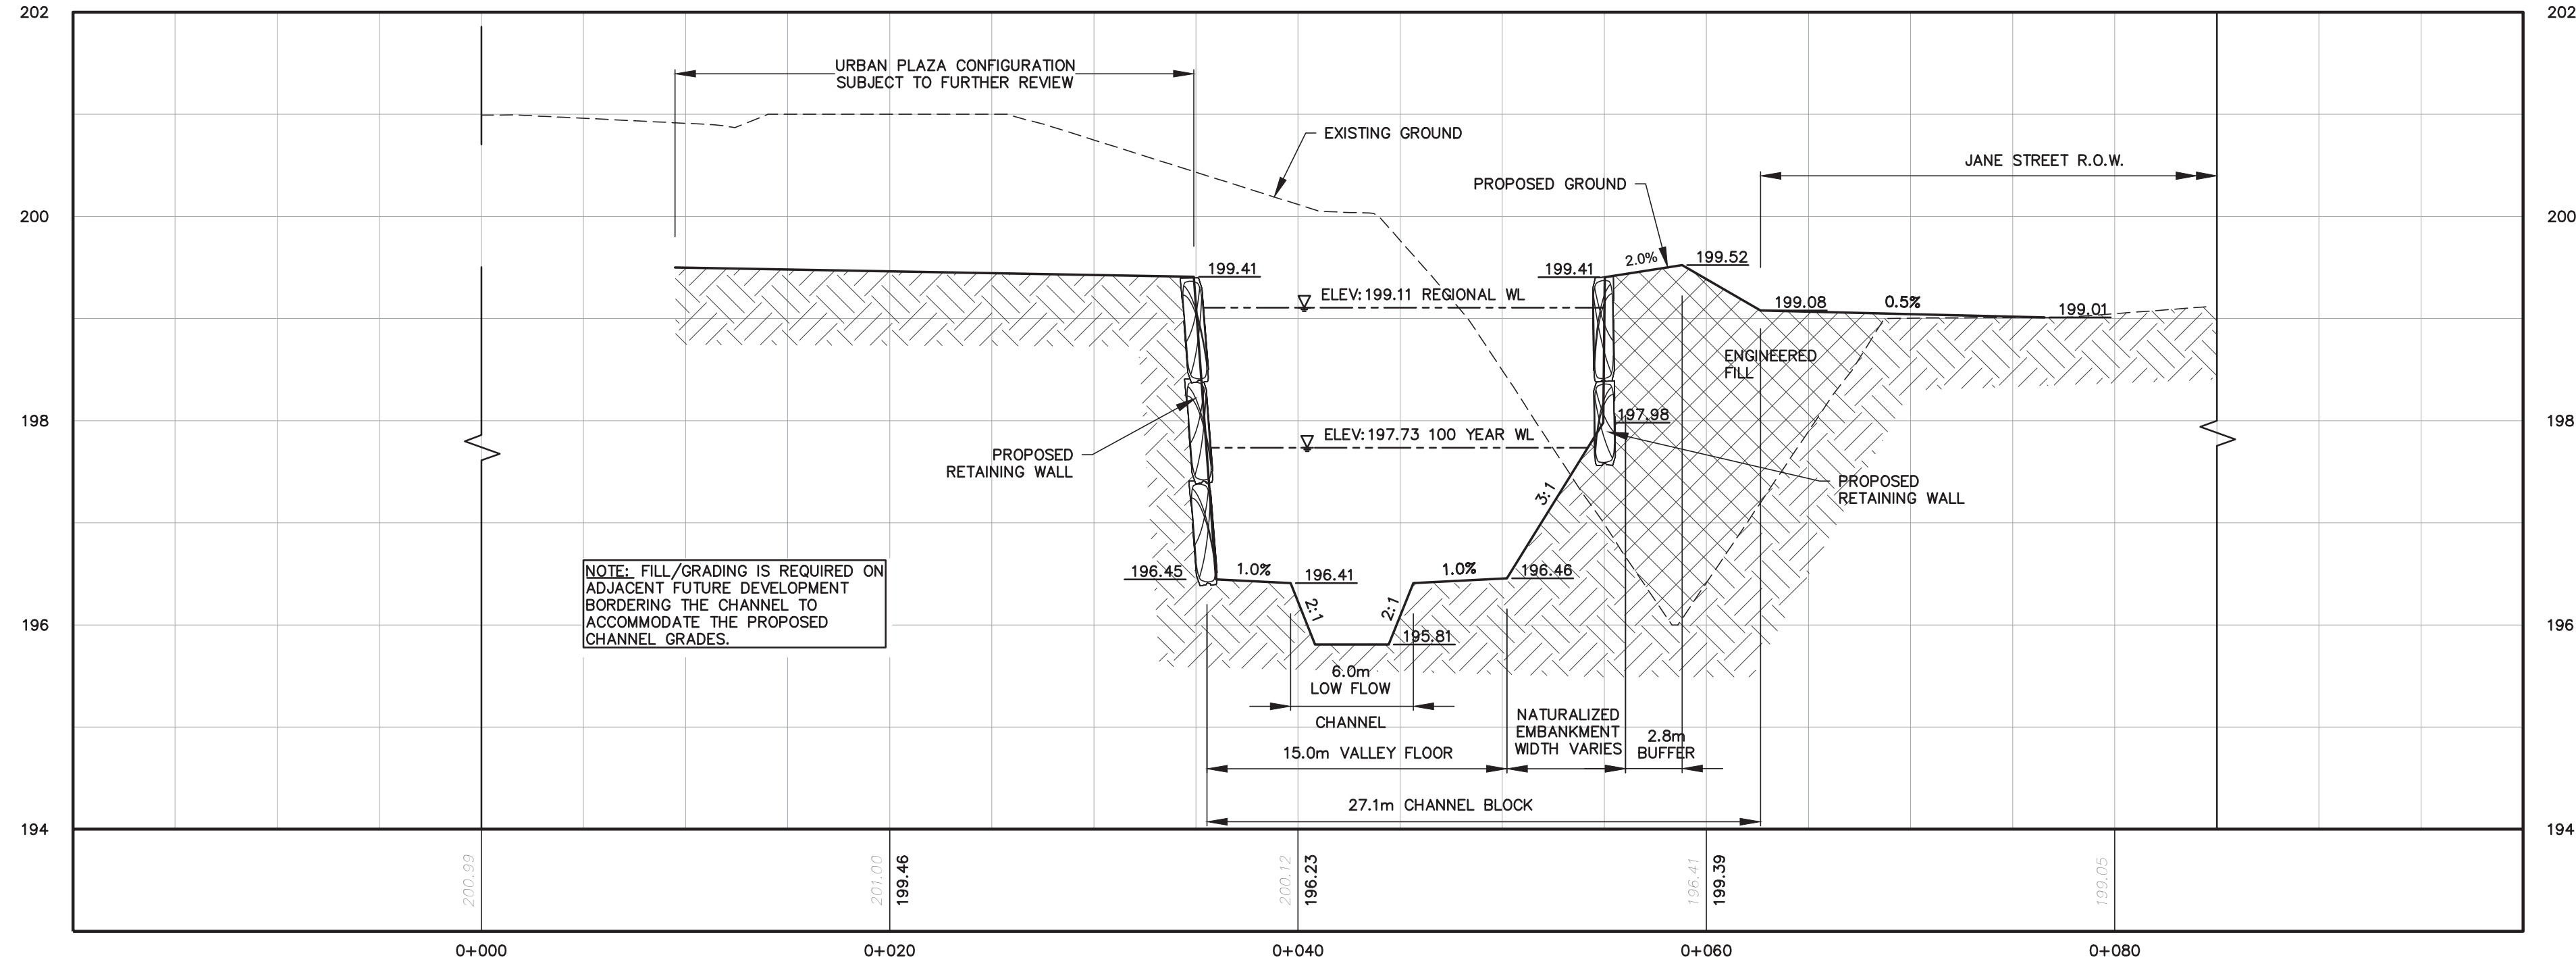 202
202
URBAN PLAZA CONFIGURATION
SUBJECT TO FURTHER REVIEW
EXISTING GROUND
JANE STREET R.O.W.
PROPOSED GROUND
200
200
2.0%
199.52
199.41
199.41
ELEV:199.11 REGIONAL WL
199.08
0.5%
199.01
ENGINEERED
FILL
198
198
197.98
ELEV:197.73 100 YEAR WL
PROPOSED
RETAINING WALL
PROPOSED
RETAINING WALL
3:1
NOTE: FILL/GRADING IS REQUIRED ON
ADJACENT FUTURE DEVELOPMENT
BORDERING THE CHANNEL TO
ACCOMMODATE THE PROPOSED
CHANNEL GRADES.
196.45
1.0%
196.41
1.0%
196.46
2:1
2:1
196
196
195.81
6.0m
LOW FLOW
CHANNEL
NATURALIZED
EMBANKMENT
WIDTH VARIES
2.8m
BUFFER
15.0m VALLEY FLOOR
27.1m CHANNEL BLOCK
194
194
200.99
201.00
199.46
200.12
196.23
196.41
199.39
199.05
0+000
0+020
0+040
0+060
0+080